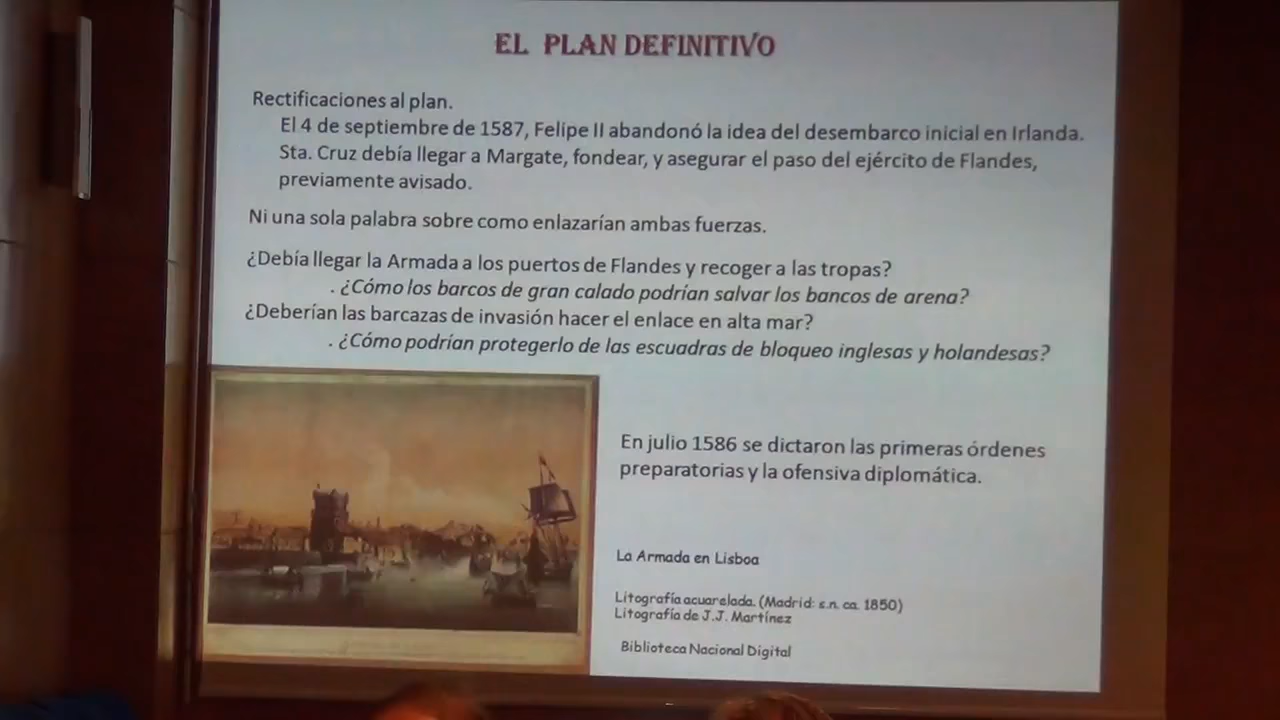 EL PLAN DEFINITIVO
Rectificaciones al plan.
El 4 de septiembre de 1587, Felipe II abandonó la idea del desembarco inicial en Irlanda.
Sta. Cruz debía llegar a Margate, fondear, y asegurar el paso del ejército de Flandes,
previamente avisado.
Ni una sola palabra sobre como enlazarían ambas fuerzas.
¿Debía llegar la Armada a los puertos de Flandes y recoger a las tropas?
. ¿Cómo los barcos de gran calado podrían salvar los bancos de arena?
¿Deberían las barcazas de invasión hacer el enlace en alta mar?
. ¿Cómo podrían protegerlo de las escuadras de bloqueo inglesas y holandesas?
En julio 1586 se dictaron las primeras órdenes
preparatorias y la ofensiva diplomática.
La Armada en Lisboa
Litografía acuarelada. (Madrid: s.n. ca. 1850)
Litografía de J.J. Martínez
Biblioteca Nacional Digital